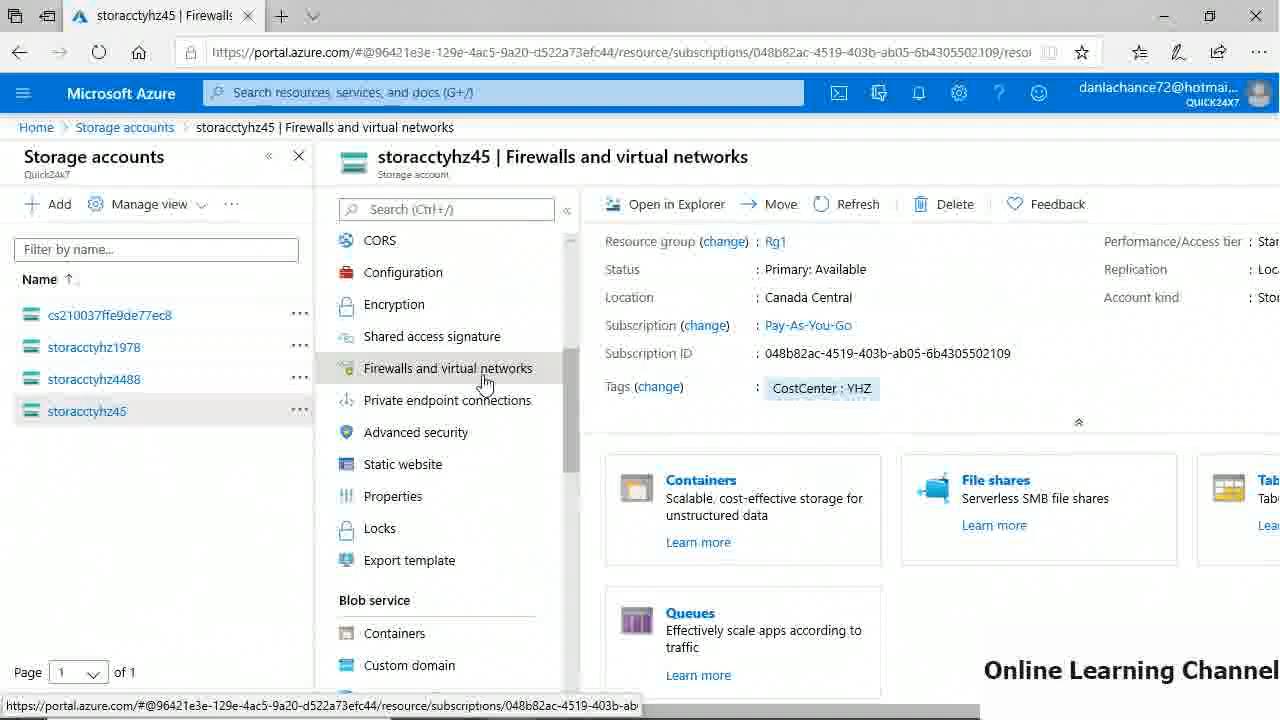 storacctyhz45 | Firewalls
https://portal.azure.com/#@96421e3e-129e-4ac5-9a20-d522a73efc44/resource/subscriptions/048b82ac-4519-403b-ab05-6b4305502109/resou
Microsoft Azure
Search resources, services, and docs (G+/)
danlachance72@hotmai...
QUICK24X7
Home > Storage accounts > storacctyhz45 | Firewalls and virtual networks
Storage accounts
Quick24x7
Add
Manage view
Filter by name...
Name ↑
cs210037ffe9de77ec8
storacctyhz1978
storacctyhz4488
storacctyhz45
Page 1 of 1
storacctyhz45 | Firewalls and virtual networks
Storage account
Search (Ctrl+/)
CORS
Configuration
Encryption
Shared access signature
Firewalls and virtual networks
Private endpoint connections
Advanced security
Static website
Properties
Locks
Export template
Blob service
Containers
Custom domain
Open in Explorer
Move
Refresh
Delete
Feedback
Resource group (change) : Rg1
Status : Primary: Available
Location : Canada Central
Subscription (change) : Pay-As-You-Go
Subscription ID : 048b82ac-4519-403b-ab05-6b4305502109
Tags (change) : CostCenter : YHZ
Performance/Access tier : Star
Replication : Loc
Account kind : Stor
Containers
Scalable, cost-effective storage for
unstructured data
Learn more
File shares
Serverless SMB file shares
Learn more
Tab
Tabu
Lear
Queues
Effectively scale apps according to
traffic
Learn more
Online Learning Channel
https://portal.azure.com/#@96421e3e-129e-4ac5-9a20-d522a73efc44/resource/subscriptions/048b82ac-4519-403b-ab